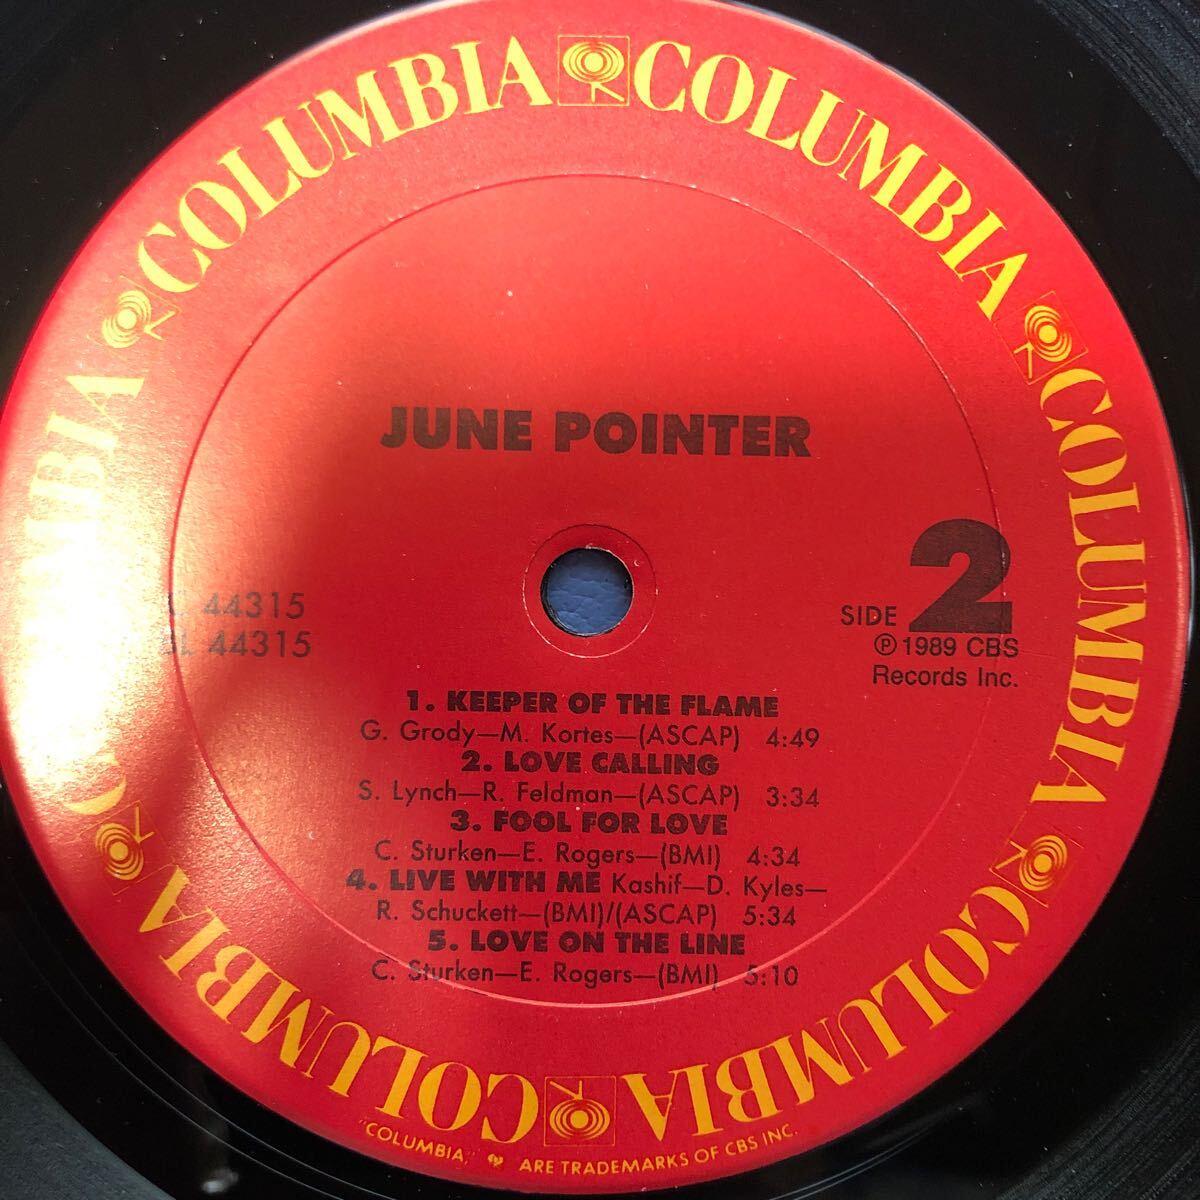 COLUMBIA COLUMBIA COLUMBIA COLUMBIA COLUMBIA COLUMBIA COLUMBIA
JUNE POINTER
44315
BL 44315
SIDE 2
Ⓟ 1989 CBS
Records Inc.
1. KEEPER OF THE FLAME
G. Grody—M. Kortes—(ASCAP) 4:49
2. LOVE CALLING
S. Lynch—R. Feldman—(ASCAP) 3:34
3. FOOL FOR LOVE
C. Sturken—E. Rogers—(BMI) 4:34
4. LIVE WITH ME Kashif—D. Kyles—
R. Schuckett—(BMI)/(ASCAP) 5:34
5. LOVE ON THE LINE
C. Sturken—E. Rogers—(BMI) 5:10
"COLUMBIA," ARE TRADEMARKS OF CBS INC.